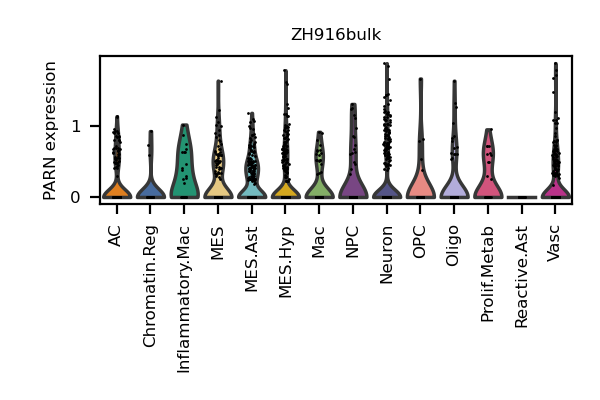 ZH916bulk
PARN expression
1
0
AC
Chromatin.Reg
Inflammatory.Mac
MES
MES.Ast
MES.Hyp
Mac
NPC
Neuron
OPC
Oligo
Prolif.Metab
Reactive.Ast
Vasc